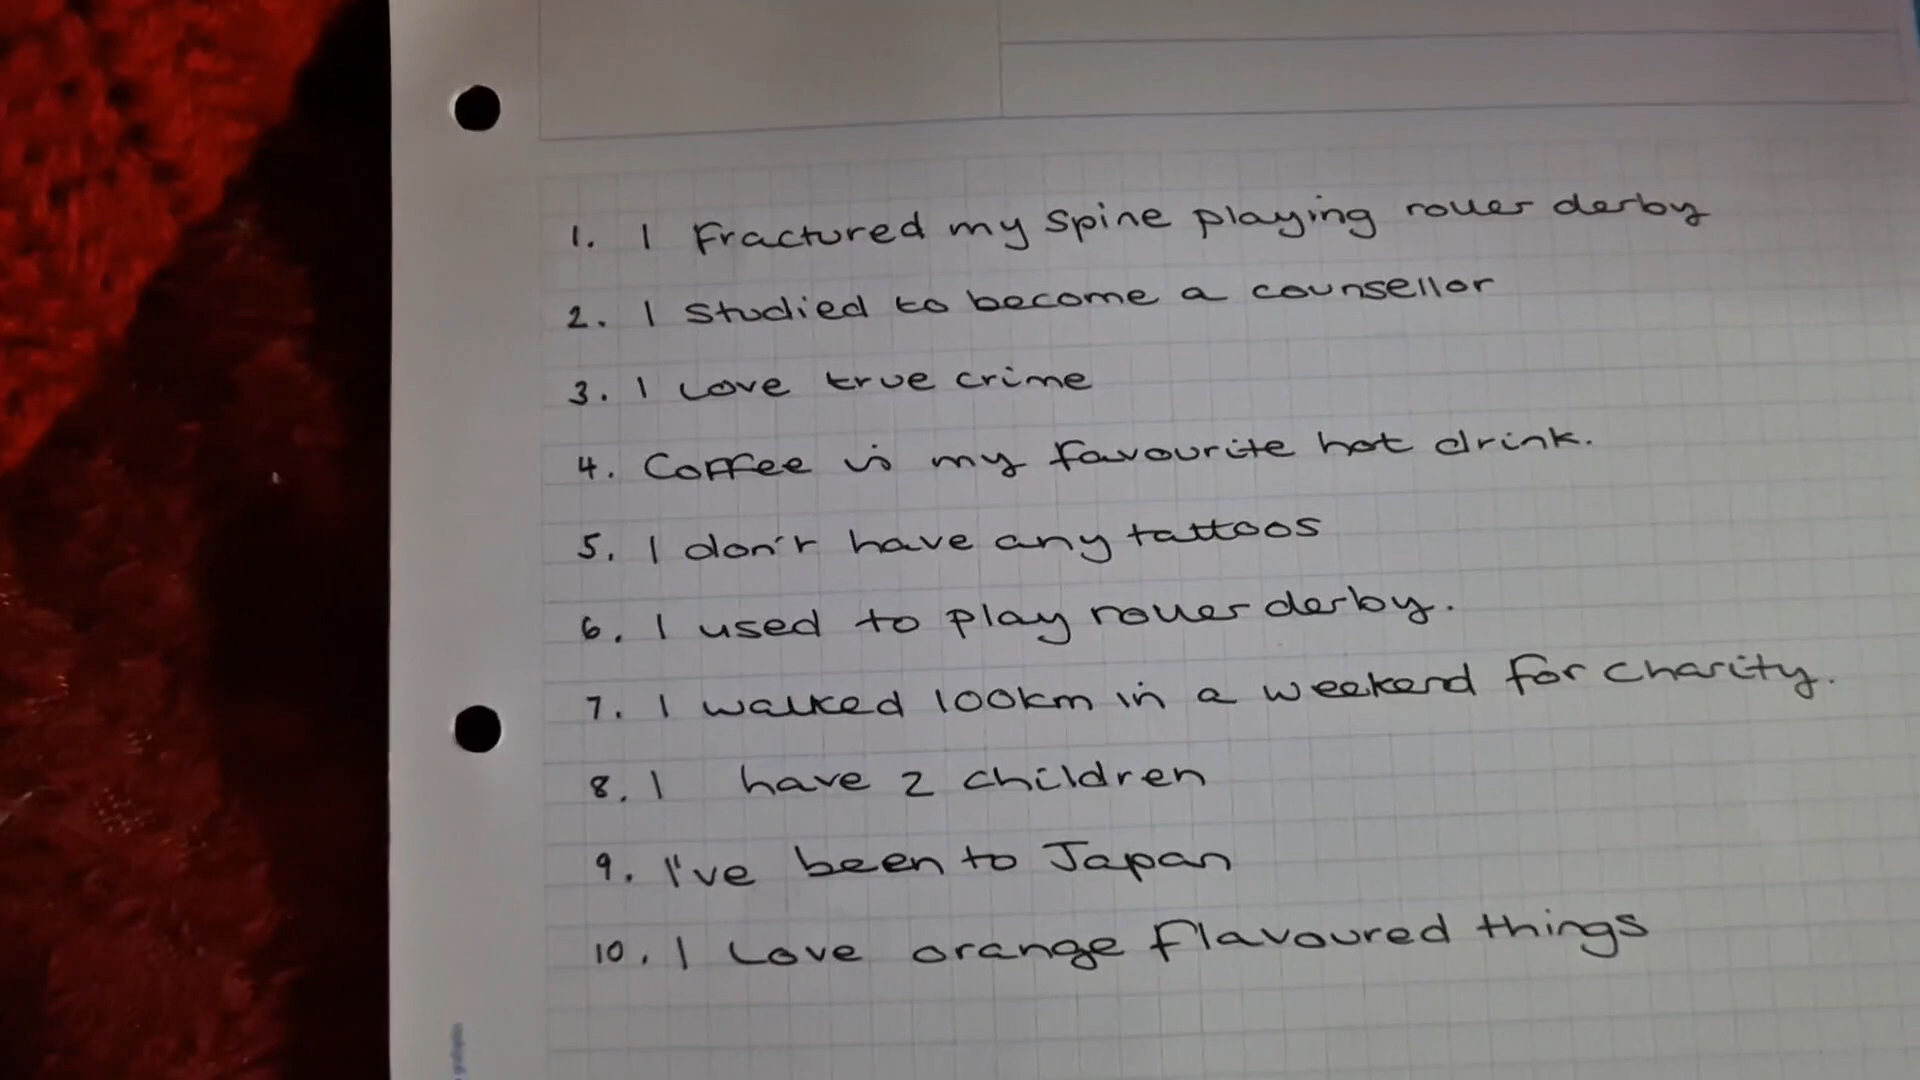 1. I Fractured my spine playing roller derby
2. I studied to become a counsellor
3. I love true crime
4. Coffee is my favourite hot drink.
5. I don't have any tattoos
6. I used to play roller derby.
7. I walked 100km in a weekend for charity.
8. I have 2 children
9. I've been to Japan
10. I love orange flavoured things